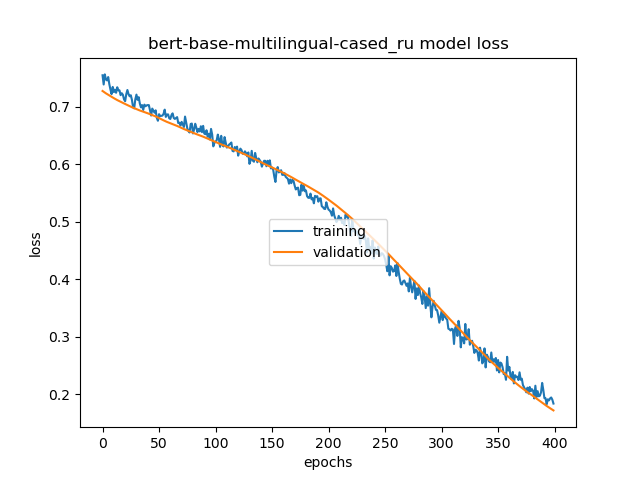 bert-base-multilingual-cased_ru model loss
loss
0.7
0.6
0.5
0.4
0.3
0.2
training
validation
0 50 100 150 200 250 300 350 400
epochs